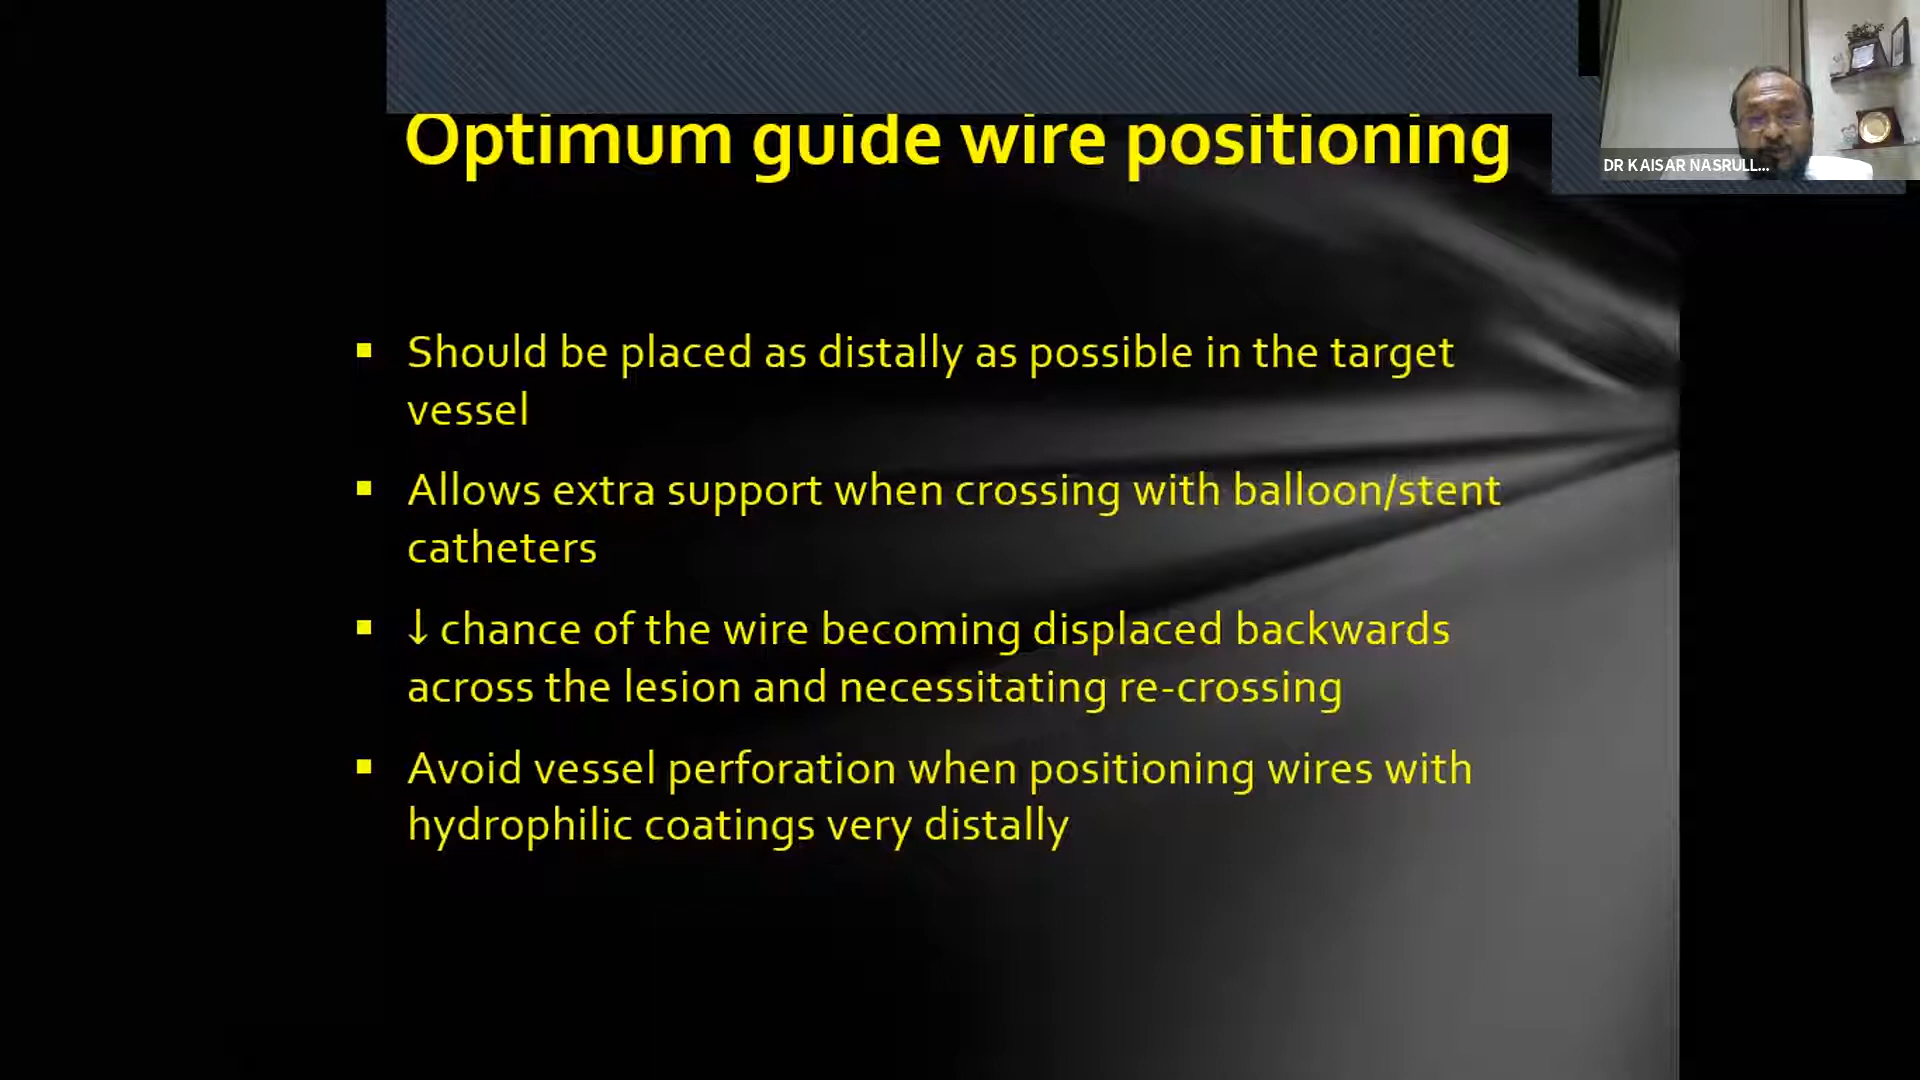 DR KAISAR NASRULL...
Optimum guide wire positioning
▪ Should be placed as distally as possible in the target
vessel
▪ Allows extra support when crossing with balloon/stent
catheters
▪ ↓ chance of the wire becoming displaced backwards
across the lesion and necessitating re-crossing
▪ Avoid vessel perforation when positioning wires with
hydrophilic coatings very distally